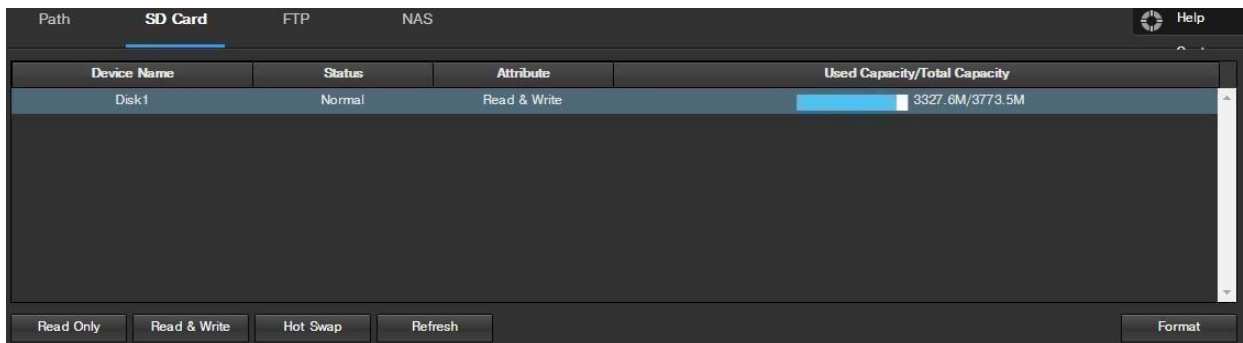 Path SD Card FTP NAS Help
Device Name Status Attribute Used Capacity/Total Capacity
Disk1 Normal Read & Write 3327.6M/3773.5M
Read Only Read & Write Hot Swap Refresh Format